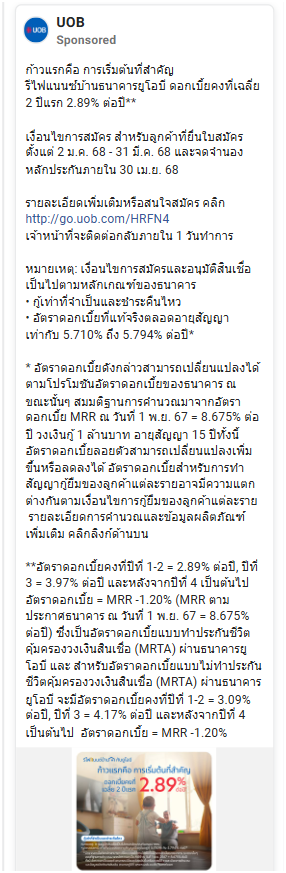 UOB
UOB
Sponsored
ก้าวแรกคือ การเริ่มต้นที่สำคัญ
รีไฟแนนซ์บ้านธนาคารยูโอบี ดอกเบี้ยคงที่เฉลี่ย
2 ปีแรก 2.89% ต่อปี**
เงื่อนไขการสมัคร สำหรับลูกค้าที่ยื่นใบสมัคร
ตั้งแต่ 2 ม.ค. 68 - 31 มี.ค. 68 และจดจำนอง
หลักประกันภายใน 30 เม.ย. 68
รายละเอียดเพิ่มเติมหรือสนใจสมัคร คลิก
http://go.uob.com/HRFN4
เจ้าหน้าที่จะติดต่อกลับภายใน 1 วันทำการ
หมายเหตุ: เงื่อนไขการสมัครและอนุมัติสินเชื่อ
เป็นไปตามหลักเกณฑ์ของธนาคาร
• กู้เท่าที่จำเป็นและชำระคืนไหว
• อัตราดอกเบี้ยที่แท้จริงตลอดอายุสัญญา
เท่ากับ 5.710% ถึง 5.794% ต่อปี*
* อัตราดอกเบี้ยดังกล่าวสามารถเปลี่ยนแปลงได้
ตามโปรโมชันอัตราดอกเบี้ยของธนาคาร ณ
ขณะนั้นๆ สมมติฐานการคำนวณมาจากอัตรา
ดอกเบี้ย MRR ณ วันที่ 1 พ.ย. 67 = 8.675% ต่อ
ปี วงเงินกู้ 1 ล้านบาท อายุสัญญา 15 ปีทั้งนี้
อัตราดอกเบี้ยลอยตัวสามารถเปลี่ยนแปลงเพิ่ม
ขึ้นหรือลดลงได้ อัตราดอกเบี้ยสำหรับการทำ
สัญญากู้ยืมของลูกค้าแต่ละรายอาจมีความแตก
ต่างกันตามเงื่อนไขการกู้ยืมของลูกค้าแต่ละราย
รายละเอียดการคำนวณและข้อมูลผลิตภัณฑ์
เพิ่มเติม คลิกลิงก์ด้านบน
**อัตราดอกเบี้ยคงที่ปีที่ 1-2 = 2.89% ต่อปี, ปีที่
3 = 3.97% ต่อปี และหลังจากปีที่ 4 เป็นต้นไป
อัตราดอกเบี้ย = MRR -1.20% (MRR ตาม
ประกาศธนาคาร ณ วันที่ 1 พ.ย. 67 = 8.675%
ต่อปี) ซึ่งเป็นอัตราดอกเบี้ยแบบทำประกันชีวิต
คุ้มครองวงเงินสินเชื่อ (MRTA) ผ่านธนาคารยู
โอบี และ สำหรับอัตราดอกเบี้ยแบบไม่ทำประกัน
ชีวิตคุ้มครองวงเงินสินเชื่อ (MRTA) ผ่านธนาคาร
ยูโอบี จะมีอัตราดอกเบี้ยคงที่ปีที่ 1-2 = 3.09%
ต่อปี, ปีที่ 3 = 4.17% ต่อปี และหลังจากปีที่ 4
เป็นต้นไป อัตราดอกเบี้ย = MRR -1.20%
ก้าวแรกคือ การเริ่มต้นที่สำคัญ
ดอกเบี้ยคงที่
เฉลี่ย 2 ปีแรก
2.89%
ต่อปี